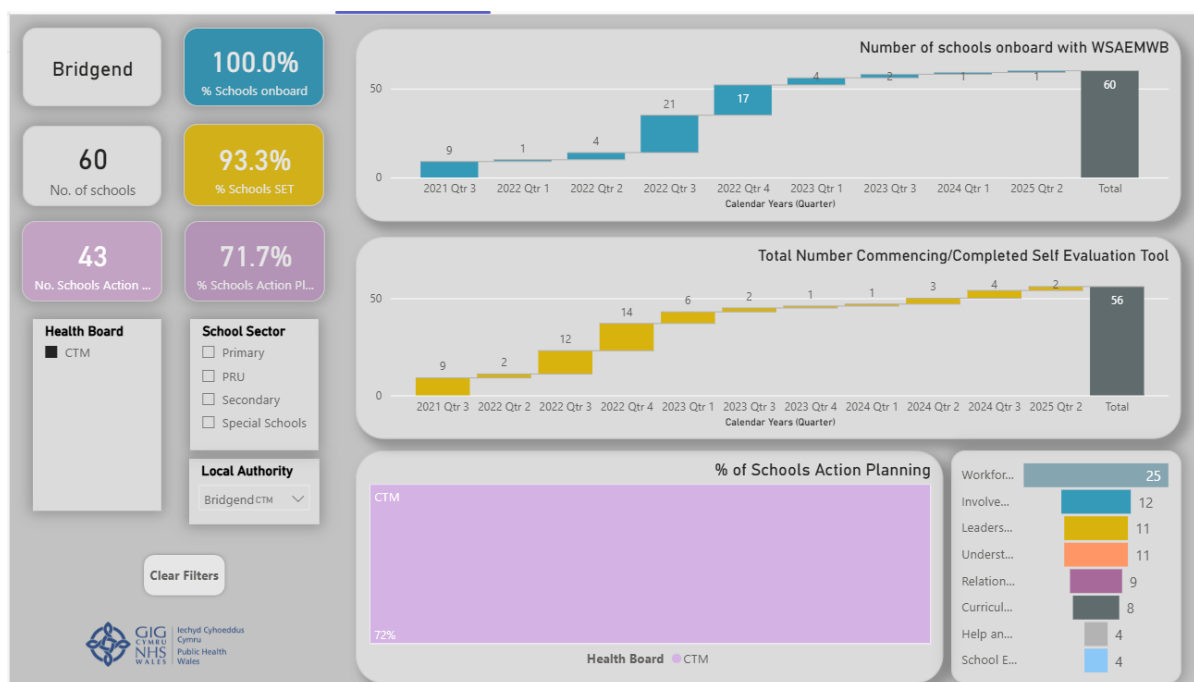 Bridgend
100.0%
% Schools onboard
60
No. of schools
93.3%
% Schools SET
43
No. Schools Action ...
71.7%
% Schools Action Pl...
Health Board
CTM
School Sector
Primary
PRU
Secondary
Special Schools
Local Authority
Bridgend CTM
Clear Filters
GIG
CYMRU
NHS
WALES
Iechyd Cyhoeddus
Cymru
Public Health
Wales
Number of schools onboard with WSAEMWB
50
0
9
1
4
21
17
4
2
1
1
60
2021 Qtr 3 2022 Qtr 1 2022 Qtr 2 2022 Qtr 3 2022 Qtr 4 2023 Qtr 1 2023 Qtr 3 2024 Qtr 1 2025 Qtr 2 Total
Calendar Years (Quarter)
Total Number Commencing/Completed Self Evaluation Tool
50
0
9
2
12
14
6
2
1
1
3
4
2
56
2021 Qtr 3 2022 Qtr 2 2022 Qtr 3 2022 Qtr 4 2023 Qtr 1 2023 Qtr 3 2023 Qtr 4 2024 Qtr 1 2024 Qtr 2 2024 Qtr 3 2025 Qtr 2 Total
Calendar Years (Quarter)
% of Schools Action Planning
CTM
72%
Health Board CTM
Workfor... 25
Involve... 12
Leaders... 11
Underst... 11
Relation... 9
Curricul... 8
Help an... 4
School E... 4